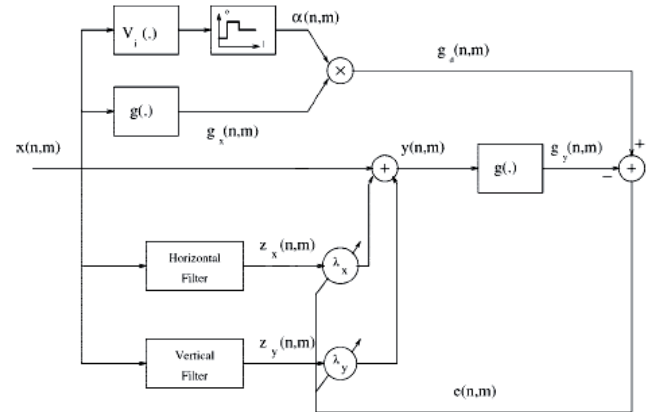 V_i(.)
o
i
α(n,m)
×
g_a(n,m)
g(.)
g_x(n,m)
x(n,m)
+
y(n,m)
g(.)
g_y(n,m)
+
−
+
Horizontal
Filter
z_x(n,m)
λ_x
Vertical
Filter
z_y(n,m)
λ_y
e(n,m)